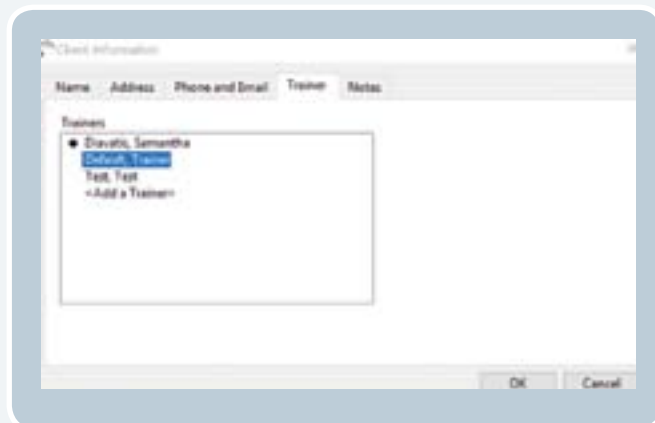 Client Information
Name Address Phone and Email Trainer Notes
Trainers
Diavatis, Samantha
Default, Trainer
Test, Test
<Add a Trainer>
OK Cancel